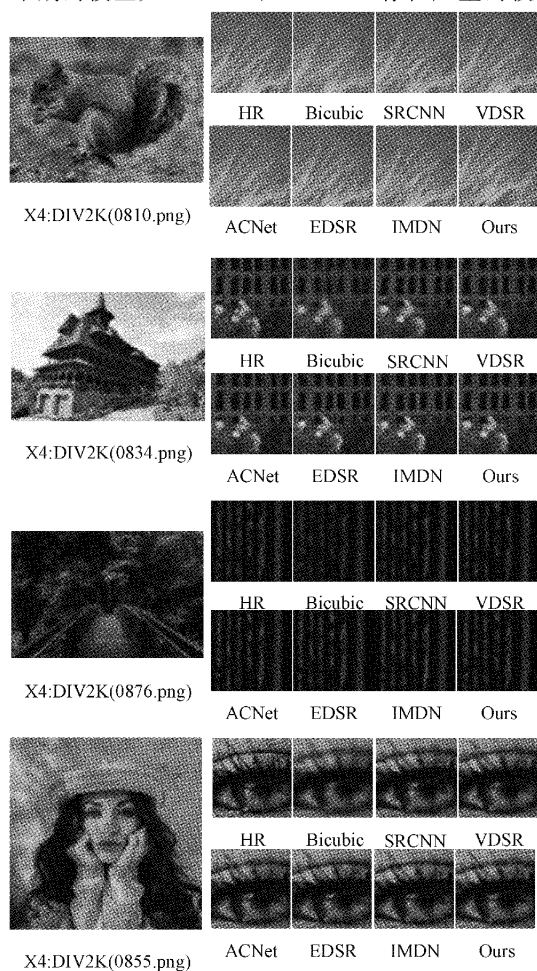 HR Bicubic SRCNN VDSR
ACNet EDSR IMDN Ours
X4:DIV2K(0810.png)
HR Bicubic SRCNN VDSR
ACNet EDSR IMDN Ours
X4:DIV2K(0834.png)
HR Bicubic SRCNN VDSR
ACNet EDSR IMDN Ours
X4:DIV2K(0876.png)
HR Bicubic SRCNN VDSR
ACNet EDSR IMDN Ours
X4:DIV2K(0855.png)